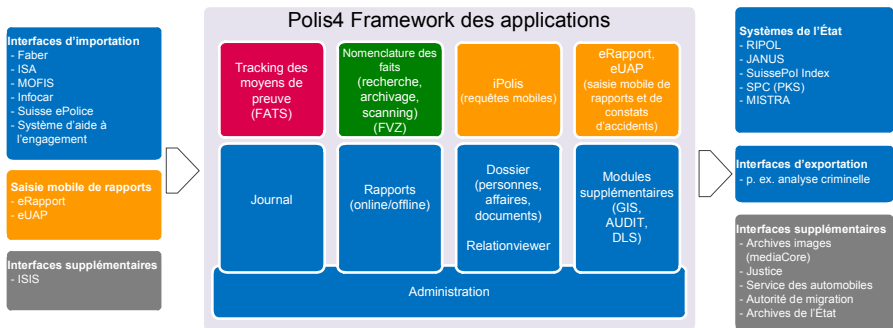 Polis4 Framework des applications
Interfaces d'importation
- Faber
- ISA
- MOFIS
- Infocar
- Suisse ePolice
- Système d'aide à
l'engagement
Saisie mobile de rapports
- eRapport
- eUAP
Interfaces supplémentaires
- ISIS
Tracking des
moyens de
preuve
(FATS)
Nomenclature des
faits
(recherche,
archivage,
scanning)
(FVZ)
iPolis
(requêtes mobiles)
eRapport,
eUAP
(saisie mobile de
rapports et de
constats
d'accidents)
Journal
Rapports
(online/offline)
Dossier
(personnes,
affaires,
documents)
Relationviewer
Modules
supplémentaires
(GIS,
AUDIT,
DLS)
Administration
Systèmes de l'État
- RIPOL
- JANUS
- SuissePol Index
- SPC (PKS)
- MISTRA
Interfaces d'exportation
- p. ex. analyse criminelle
Interfaces supplémentaires
- Archives images
(mediaCore)
- Justice
- Service des automobiles
- Autorité de migration
- Archives de l'État